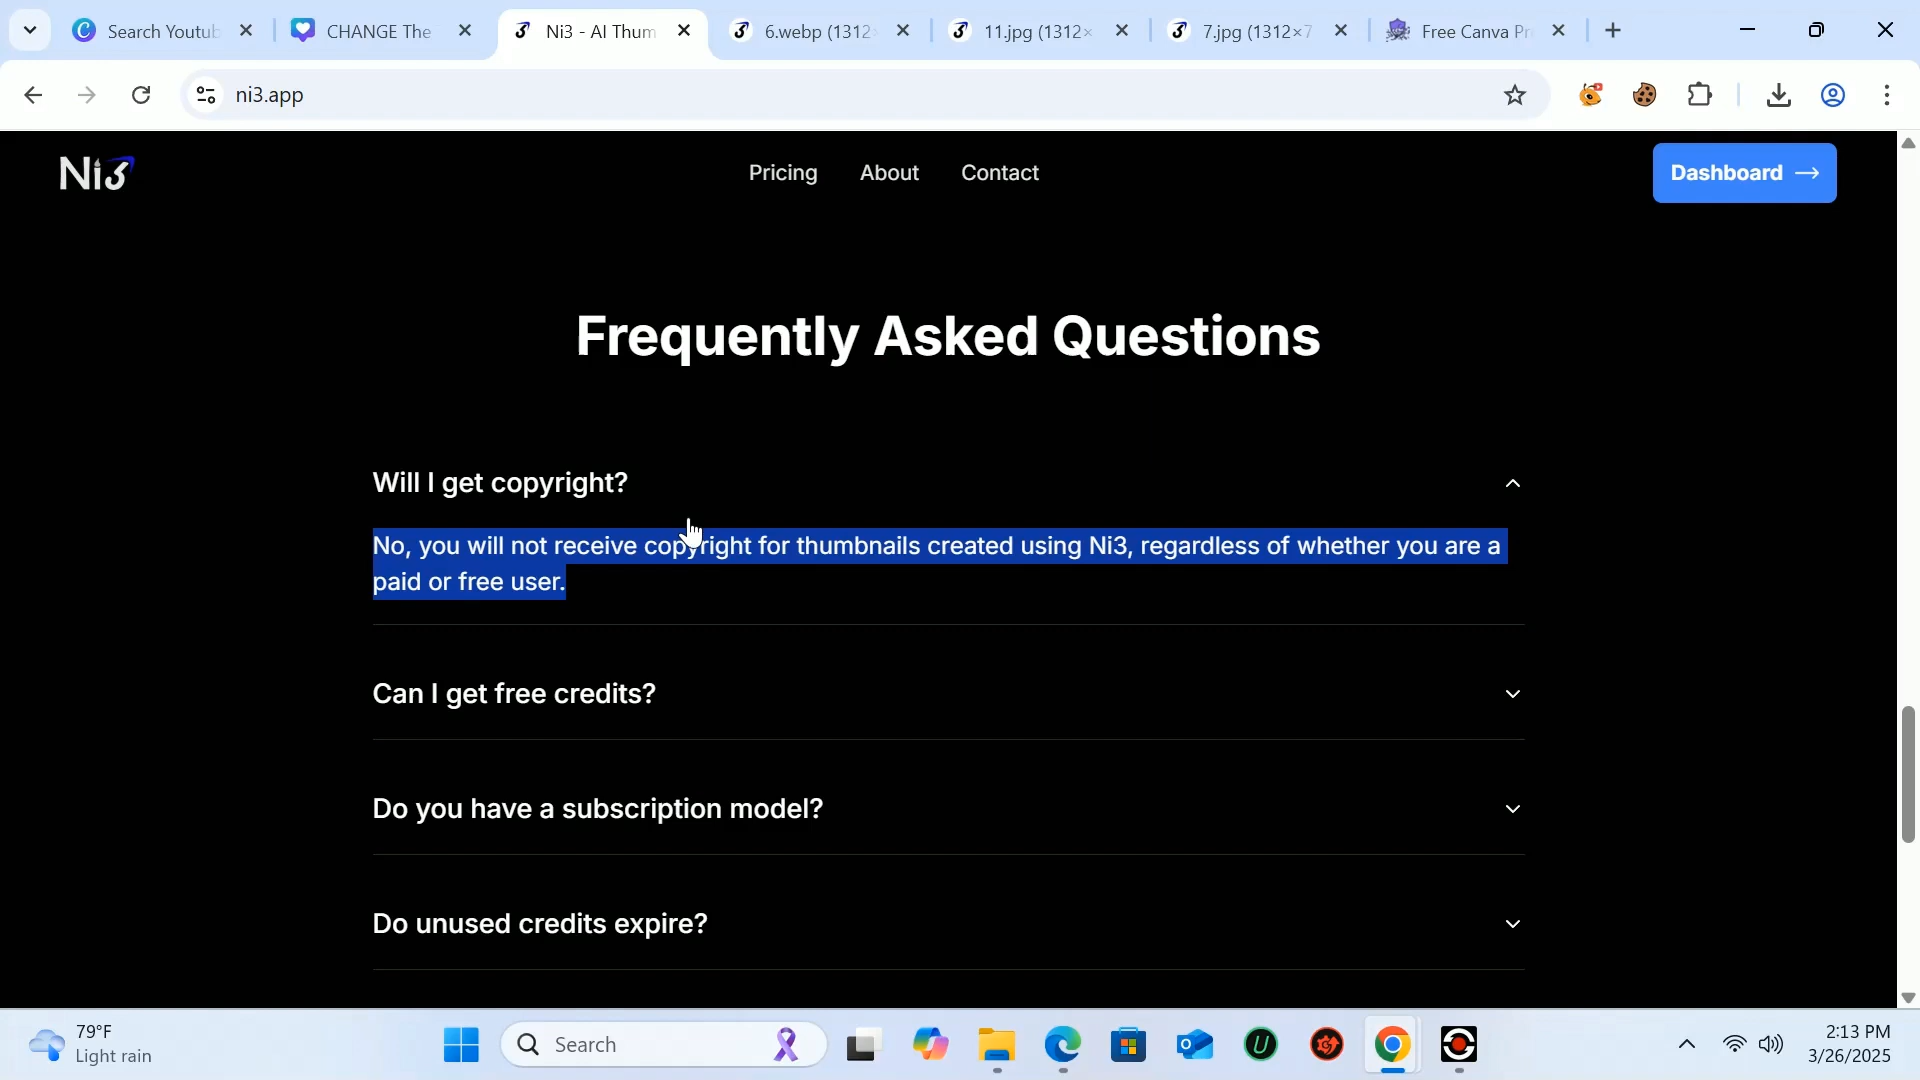 Search Youtub
CHANGE The
Ni3 - AI Thum
6.webp (1312×
11.jpg (1312×
7.jpg (1312×7
Free Canva Pr
ni3.app
Ni3
Pricing
About
Contact
Dashboard →
Frequently Asked Questions
Will I get copyright?
No, you will not receive copyright for thumbnails created using Ni3, regardless of whether you are a
paid or free user.
Can I get free credits?
Do you have a subscription model?
Do unused credits expire?
79°F
Light rain
Search
2:13 PM
3/26/2025